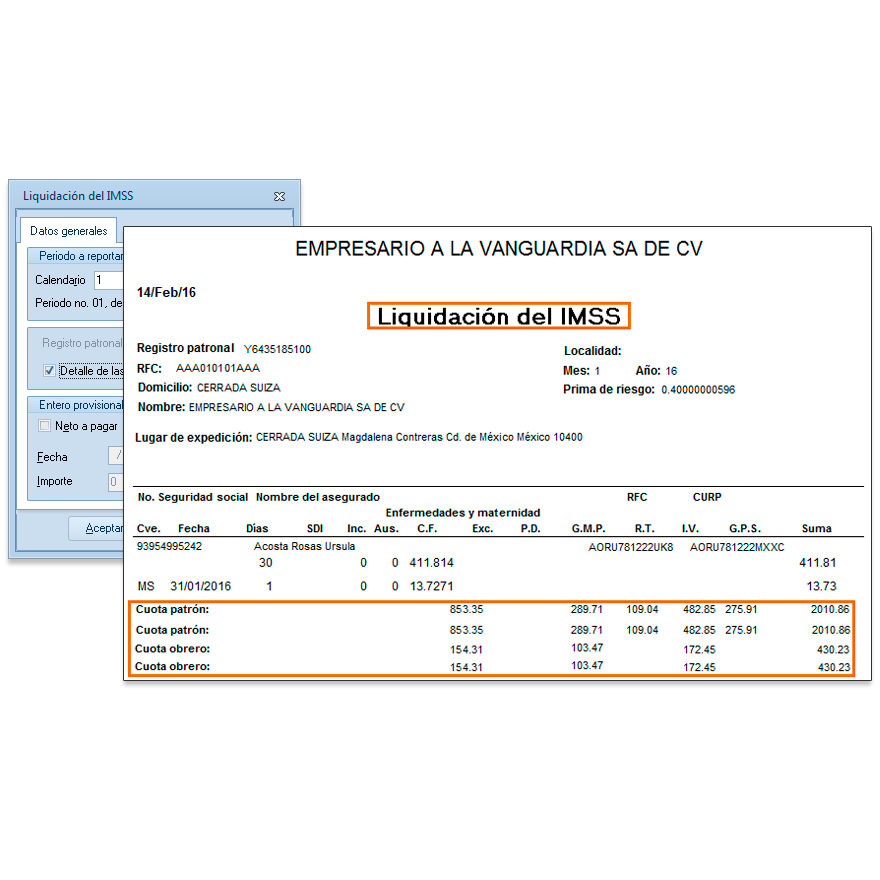 Liquidación del IMSS
Datos generales
Periodo a reportar
Calendario 1
Periodo no. 01, de
Registro patronal
Detalle de las
Entero provisional
Neto a pagar
Fecha /
Importe 0
Aceptar
EMPRESARIO A LA VANGUARDIA SA DE CV
14/Feb/16
Liquidación del IMSS
Registro patronal Y6435185100
Localidad:
RFC: AAA010101AAA
Mes: 1 Año: 16
Domicilio: CERRADA SUIZA
Prima de riesgo: 0.40000000596
Nombre: EMPRESARIO A LA VANGUARDIA SA DE CV
Lugar de expedición: CERRADA SUIZA Magdalena Contreras Cd. de México México 10400
No. Seguridad social Nombre del asegurado RFC CURP
Enfermedades y maternidad
Cve. Fecha Días SDI Inc. Aus. C.F. Exc. P.D. G.M.P. R.T. I.V. G.P.S. Suma
93954995242 Acosta Rosas Ursula AORU781222UK8 AORU781222MXXC
30 0 0 411.814 411.81
MS 31/01/2016 1 0 0 13.7271 13.73
Cuota patrón: 853.35 289.71 109.04 482.85 275.91 2010.86
Cuota patrón: 853.35 289.71 109.04 482.85 275.91 2010.86
Cuota obrero: 154.31 103.47 172.45 430.23
Cuota obrero: 154.31 103.47 172.45 430.23